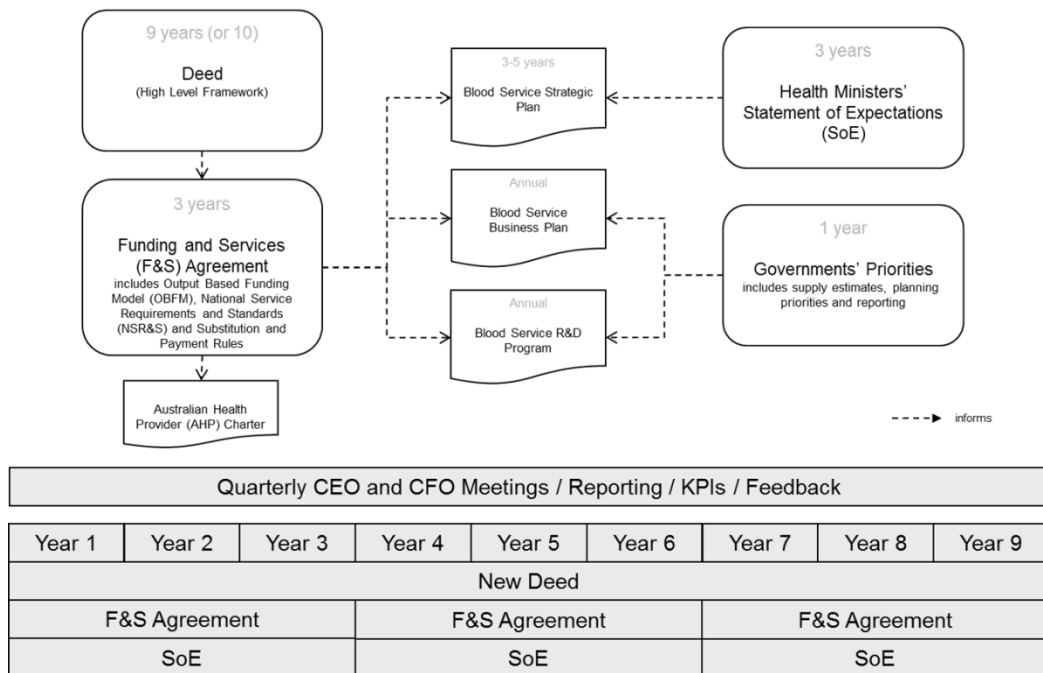 9 years (or 10)
Deed
(High Level Framework)
3 years
Funding and Services
(F&S) Agreement
includes Output Based Funding
Model (OBFM), National Service
Requirements and Standards
(NSR&S) and Substitution and
Payment Rules
Australian Health
Provider (AHP) Charter
3-5 years
Blood Service Strategic
Plan
Annual
Blood Service
Business Plan
Annual
Blood Service R&D
Program
3 years
Health Ministers'
Statement of Expectations
(SoE)
1 year
Governments' Priorities
includes supply estimates, planning
priorities and reporting
informs
Quarterly CEO and CFO Meetings / Reporting / KPIs / Feedback
Year 1 Year 2 Year 3 Year 4 Year 5 Year 6 Year 7 Year 8 Year 9
New Deed
F&S Agreement F&S Agreement F&S Agreement
SoE SoE SoE